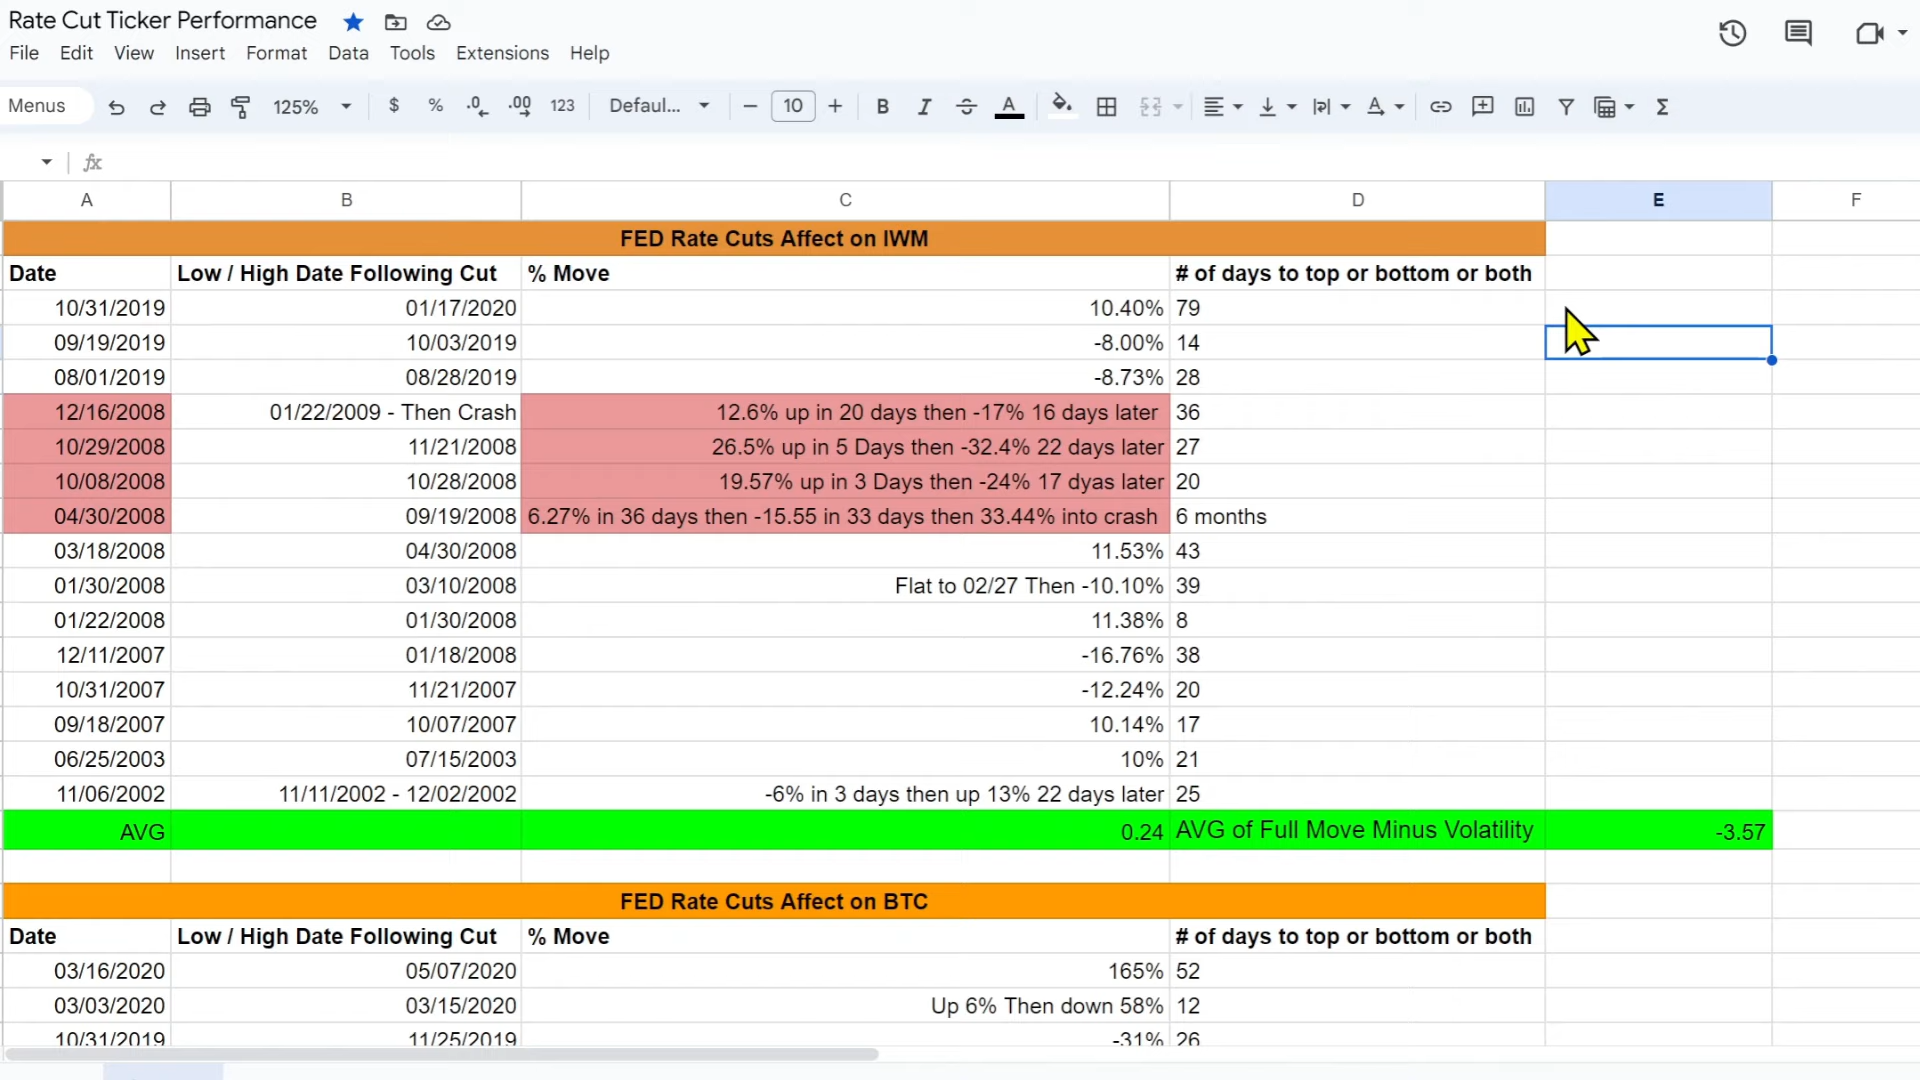 Rate Cut Ticker Performance
File Edit View Insert Format Data Tools Extensions Help
Menus 125% $ % .0 .00 123 Defaul... 10 B I S A Σ
fx
A B C D E F
FED Rate Cuts Affect on IWM
Date Low / High Date Following Cut % Move # of days to top or bottom or both
10/31/2019 01/17/2020 10.40% 79
09/19/2019 10/03/2019 -8.00% 14
08/01/2019 08/28/2019 -8.73% 28
12/16/2008 01/22/2009 - Then Crash 12.6% up in 20 days then -17% 16 days later 36
10/29/2008 11/21/2008 26.5% up in 5 Days then -32.4% 22 days later 27
10/08/2008 10/28/2008 19.57% up in 3 Days then -24% 17 dyas later 20
04/30/2008 09/19/2008 6.27% in 36 days then -15.55 in 33 days then 33.44% into crash 6 months
03/18/2008 04/30/2008 11.53% 43
01/30/2008 03/10/2008 Flat to 02/27 Then -10.10% 39
01/22/2008 01/30/2008 11.38% 8
12/11/2007 01/18/2008 -16.76% 38
10/31/2007 11/21/2007 -12.24% 20
09/18/2007 10/07/2007 10.14% 17
06/25/2003 07/15/2003 10% 21
11/06/2002 11/11/2002 - 12/02/2002 -6% in 3 days then up 13% 22 days later 25
AVG 0.24 AVG of Full Move Minus Volatility -3.57
FED Rate Cuts Affect on BTC
Date Low / High Date Following Cut % Move # of days to top or bottom or both
03/16/2020 05/07/2020 165% 52
03/03/2020 03/15/2020 Up 6% Then down 58% 12
10/31/2019 11/25/2019 -31% 26